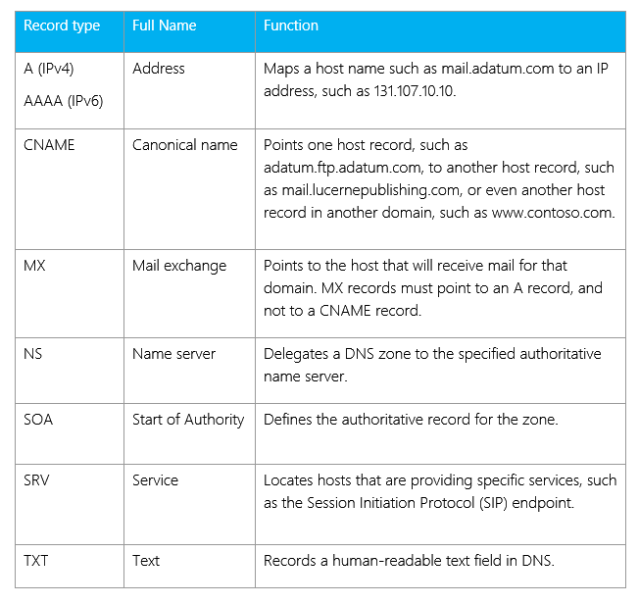 Record type Full Name Function
A (IPv4) Address Maps a host name such as mail.adatum.com to an IP
AAAA (IPv6) address, such as 131.107.10.10.
CNAME Canonical name Points one host record, such as
adatum.ftp.adatum.com, to another host record, such
as mail.lucernepublishing.com, or even another host
record in another domain, such as www.contoso.com.
MX Mail exchange Points to the host that will receive mail for that
domain. MX records must point to an A record, and
not to a CNAME record.
NS Name server Delegates a DNS zone to the specified authoritative
name server.
SOA Start of Authority Defines the authoritative record for the zone.
SRV Service Locates hosts that are providing specific services, such
as the Session Initiation Protocol (SIP) endpoint.
TXT Text Records a human-readable text field in DNS.